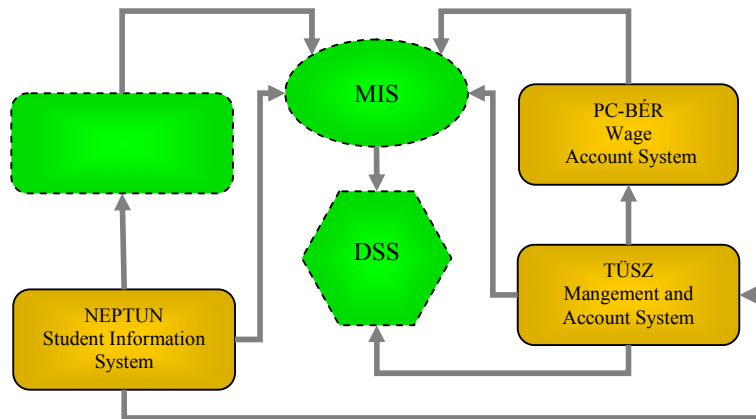 MIS
PC-BÉR
Wage
Account System
DSS
TÜSZ
Mangement and
Account System
NEPTUN
Student Information
System